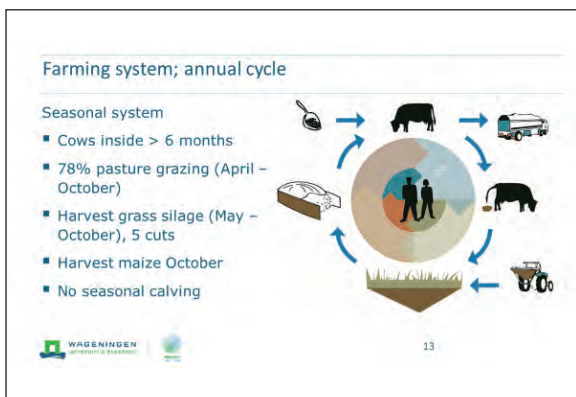 Farming system; annual cycle
Seasonal system
▪ Cows inside > 6 months
▪ 78% pasture grazing (April –
October)
▪ Harvest grass silage (May –
October), 5 cuts
▪ Harvest maize October
▪ No seasonal calving
WAGENINGEN
13